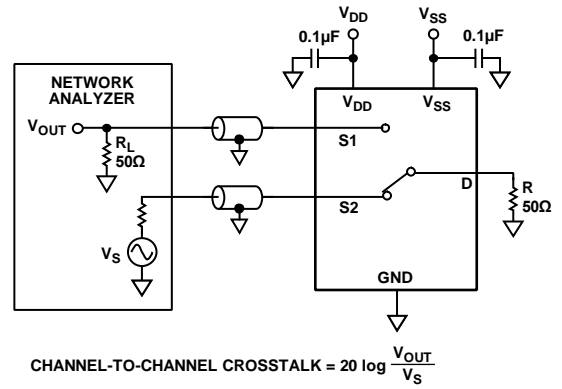 V_DD
V_SS
0.1µF
0.1µF
NETWORK
ANALYZER
V_DD
V_SS
V_OUT
R_L
50Ω
S1
D
R
50Ω
S2
V_S
GND
CHANNEL-TO-CHANNEL CROSSTALK = 20 log V_OUT / V_S